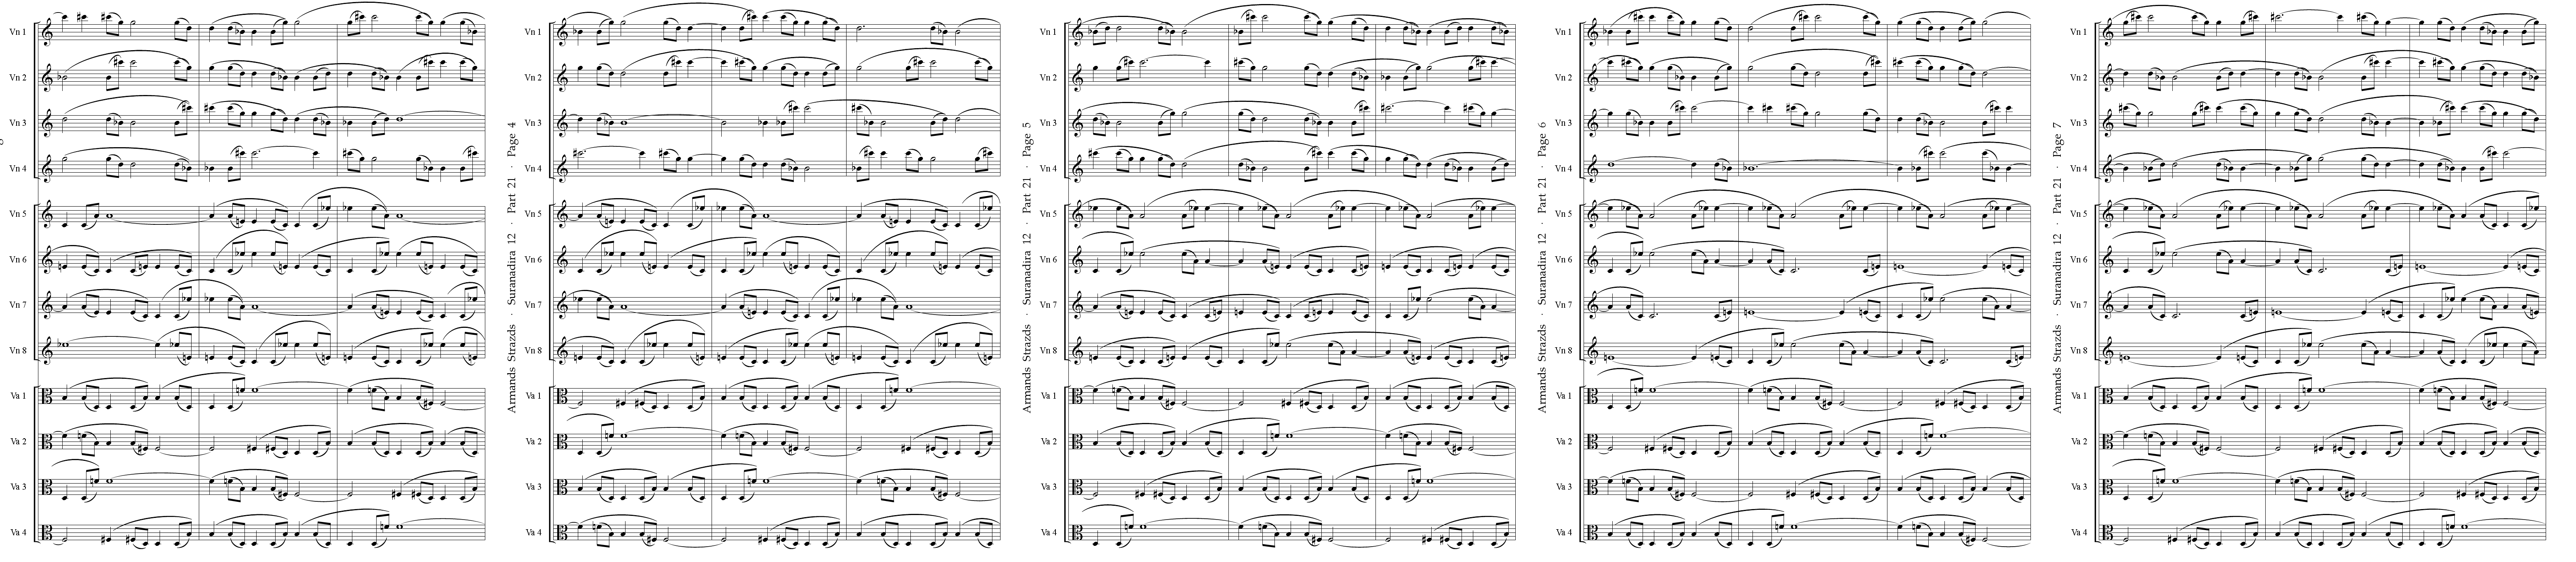 Vn 1
Vn 2
Vn 3
Vn 4
Vn 5
Vn 6
Vn 7
Vn 8
Va 1
Va 2
Va 3
Va 4
Armands Strazds · Suranadira 12 · Part 21 · Page 4
Vn 1
Vn 2
Vn 3
Vn 4
Vn 5
Vn 6
Vn 7
Vn 8
Va 1
Va 2
Va 3
Va 4
Armands Strazds · Suranadira 12 · Part 21 · Page 5
Vn 1
Vn 2
Vn 3
Vn 4
Vn 5
Vn 6
Vn 7
Vn 8
Va 1
Va 2
Va 3
Va 4
Armands Strazds · Suranadira 12 · Part 21 · Page 6
Vn 1
Vn 2
Vn 3
Vn 4
Vn 5
Vn 6
Vn 7
Vn 8
Va 1
Va 2
Va 3
Va 4
Armands Strazds · Suranadira 12 · Part 21 · Page 7
Vn 1
Vn 2
Vn 3
Vn 4
Vn 5
Vn 6
Vn 7
Vn 8
Va 1
Va 2
Va 3
Va 4